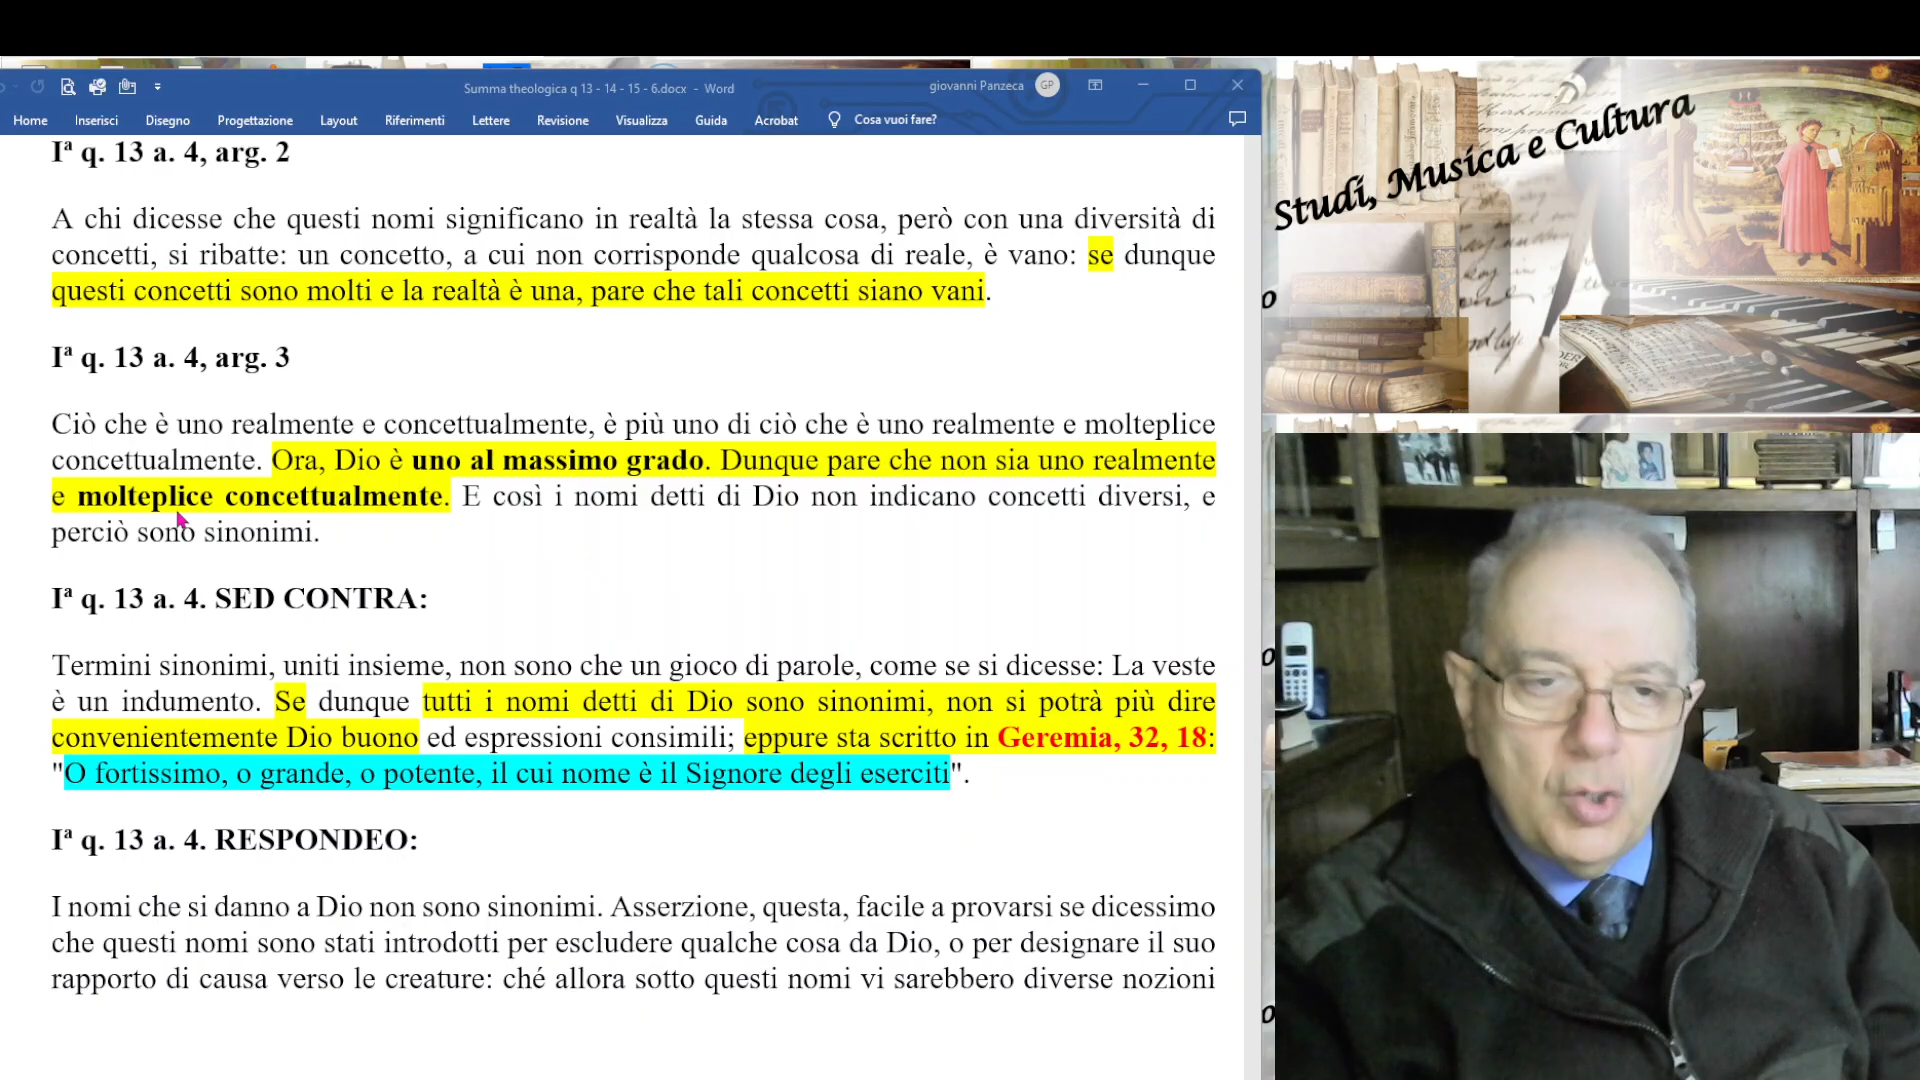 Summa theologica q 13 - 14 - 15 - 6.docx - Word
giovanni Panzeca
GP
Home Inserisci Disegno Progettazione Layout Riferimenti Lettere Revisione Visualizza Guida Acrobat Cosa vuoi fare?
Iª q. 13 a. 4, arg. 2
A chi dicesse che questi nomi significano in realtà la stessa cosa, però con una diversità di
concetti, si ribatte: un concetto, a cui non corrisponde qualcosa di reale, è vano: se dunque
questi concetti sono molti e la realtà è una, pare che tali concetti siano vani.
Iª q. 13 a. 4, arg. 3
Ciò che è uno realmente e concettualmente, è più uno di ciò che è uno realmente e molteplice
concettualmente. Ora, Dio è uno al massimo grado. Dunque pare che non sia uno realmente
e molteplice concettualmente. E così i nomi detti di Dio non indicano concetti diversi, e
perciò sono sinonimi.
Iª q. 13 a. 4. SED CONTRA:
Termini sinonimi, uniti insieme, non sono che un gioco di parole, come se si dicesse: La veste
è un indumento. Se dunque tutti i nomi detti di Dio sono sinonimi, non si potrà più dire
convenientemente Dio buono ed espressioni consimili; eppure sta scritto in Geremia, 32, 18:
"O fortissimo, o grande, o potente, il cui nome è il Signore degli eserciti".
Iª q. 13 a. 4. RESPONDEO:
I nomi che si danno a Dio non sono sinonimi. Asserzione, questa, facile a provarsi se dicessimo
che questi nomi sono stati introdotti per escludere qualche cosa da Dio, o per designare il suo
rapporto di causa verso le creature: ché allora sotto questi nomi vi sarebbero diverse nozioni
Studi, Musica e Cultura